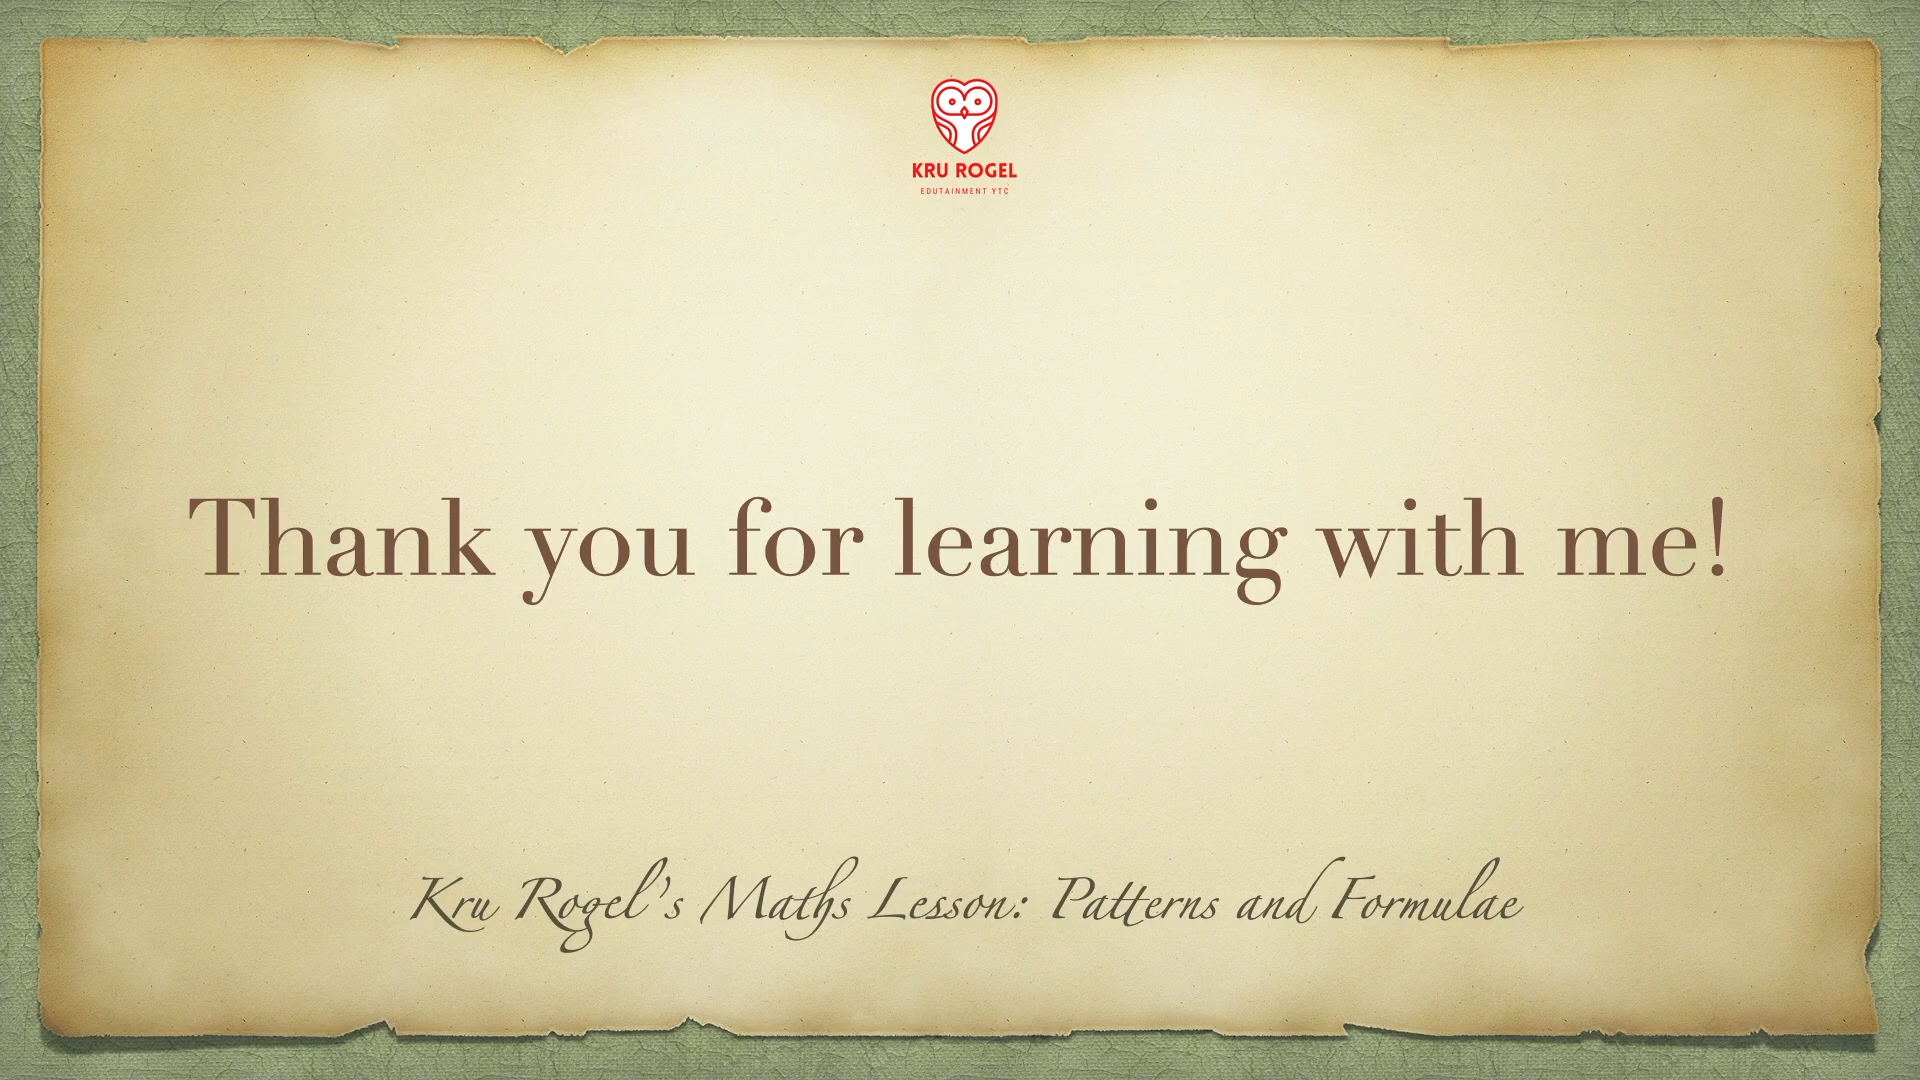 KRU ROGEL
EDUTAINMENT YTC
Thank you for learning with me!
Kru Rogel's Maths Lesson: Patterns and Formulae